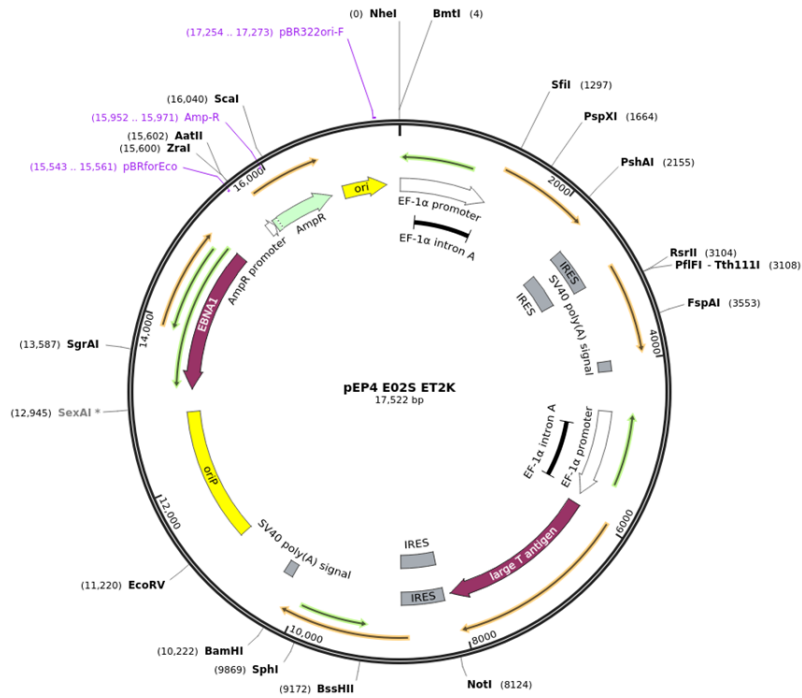 (0) NheI
BmtI (4)
(17,254 .. 17,273) pBR322ori-F
SfiI (1297)
PspXI (1664)
PshAI (2155)
RsrII (3104)
PflFI - Tth111I (3108)
FspAI (3553)
(16,040) ScaI
(15,952 .. 15,971) Amp-R
(15,602) AatII
(15,600) ZraI
(15,543 .. 15,561) pBRforEco
16,000
2000
ori
EF-1α promoter
EF-1α intron A
AmpR
AmpR promoter
IRES
IRES
SV40 poly(A) signal
4000
EBNA1
14,000
(13,587) SgrAI
(12,945) SexAI *
pEP4 E02S ET2K
17,522 bp
EF-1α intron A
EF-1α promoter
oriP
12,000
6000
large T antigen
IRES
IRES
SV40 poly(A) signal
(11,220) EcoRV
10,000
8000
(10,222) BamHI
(9869) SphI
(9172) BssHII
NotI (8124)